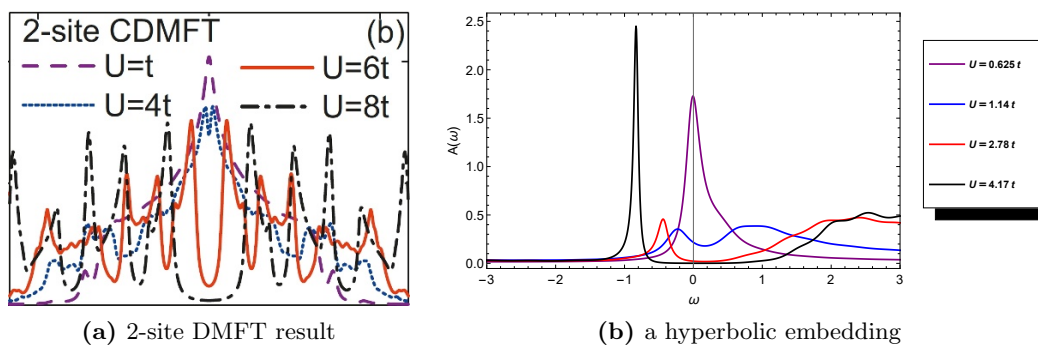 2-site CDMFT (b)
U=t U=6t
U=4t U=8t
(a) 2-site DMFT result
A(ω)
2.5
2.0
1.5
1.0
0.5
0.0
-3 -2 -1 0 1 2 3
ω
U = 0.625 t
U = 1.14 t
U = 2.78 t
U = 4.17 t
(b) a hyperbolic embedding